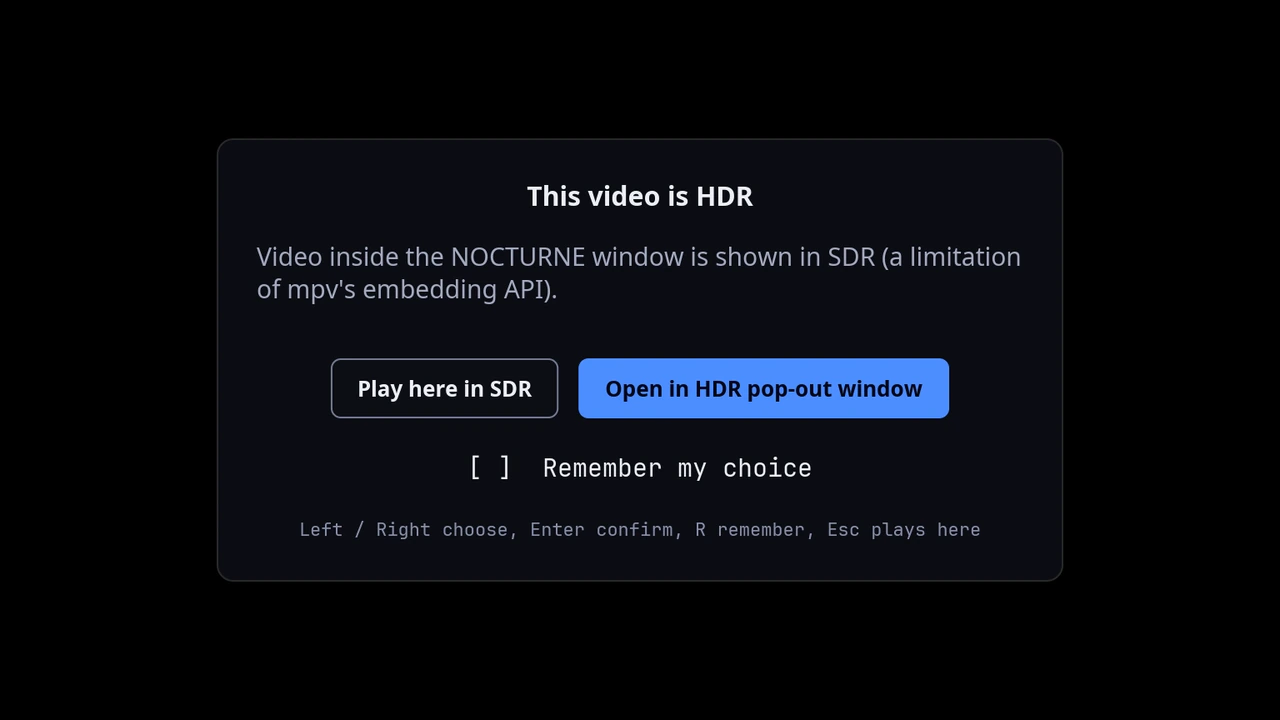 This video is HDR
Video inside the NOCTURNE window is shown in SDR (a limitation
of mpv's embedding API).
Play here in SDR
Open in HDR pop-out window
[ ]  Remember my choice
Left / Right choose, Enter confirm, R remember, Esc plays here